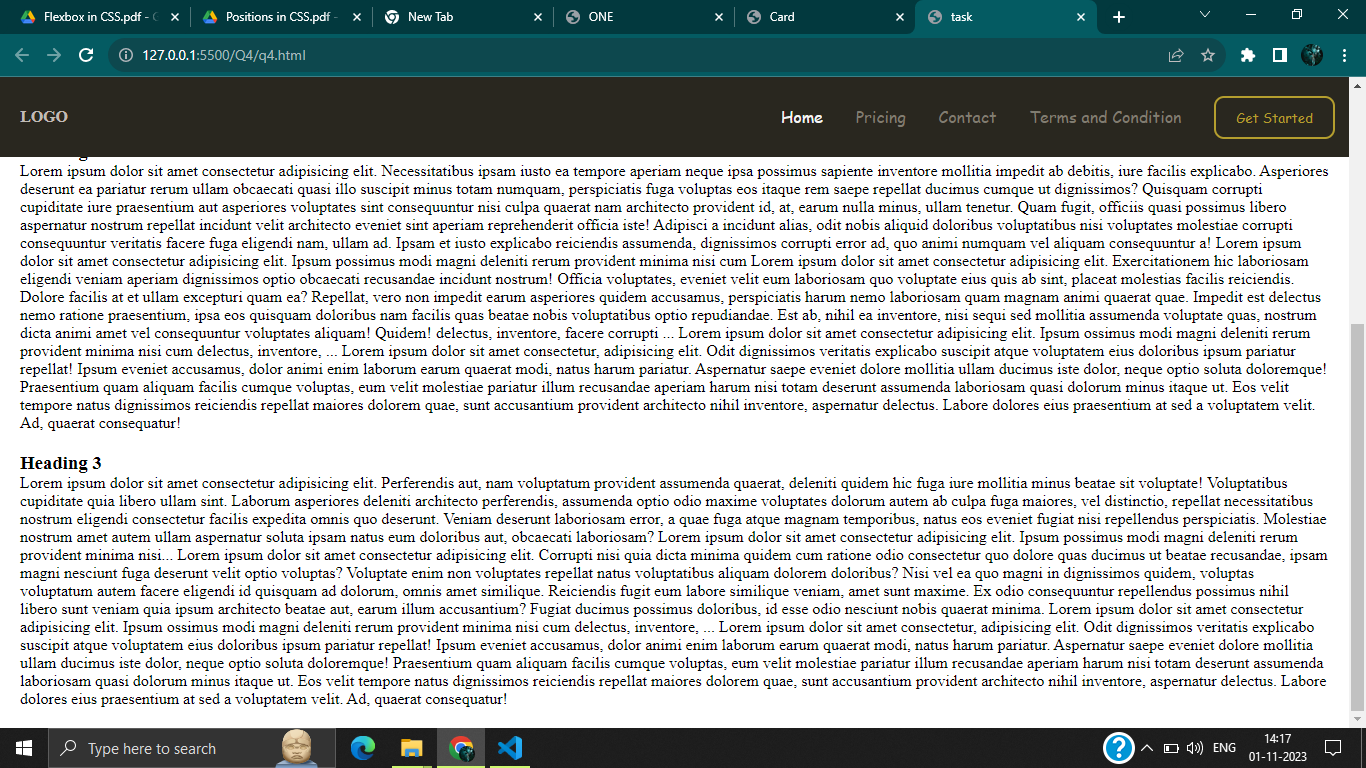 Flexbox in CSS.pdf - G
Positions in CSS.pdf -
New Tab
ONE
Card
task
127.0.0.1:5500/Q4/q4.html
LOGO
Home
Pricing
Contact
Terms and Condition
Get Started
Lorem ipsum dolor sit amet consectetur adipisicing elit. Necessitatibus ipsam iusto ea tempore aperiam neque ipsa possimus sapiente inventore mollitia impedit ab debitis, iure facilis explicabo. Asperiores
deserunt ea pariatur rerum ullam obcaecati quasi illo suscipit minus totam numquam, perspiciatis fuga voluptas eos itaque rem saepe repellat ducimus cumque ut dignissimos? Quisquam corrupti
cupiditate iure praesentium aut asperiores voluptates sint consequuntur nisi culpa quaerat nam architecto provident id, at, earum nulla minus, ullam tenetur. Quam fugit, officiis quasi possimus libero
aspernatur nostrum repellat incidunt velit architecto eveniet sint aperiam reprehenderit officia iste! Adipisci a incidunt alias, odit nobis aliquid doloribus voluptatibus nisi voluptates molestiae corrupti
consequuntur veritatis facere fuga eligendi nam, ullam ad. Ipsam et iusto explicabo reiciendis assumenda, dignissimos corrupti error ad, quo animi numquam vel aliquam consequuntur a! Lorem ipsum
dolor sit amet consectetur adipisicing elit. Ipsum possimus modi magni deleniti rerum provident minima nisi cum Lorem ipsum dolor sit amet consectetur adipisicing elit. Exercitationem hic laboriosam
eligendi veniam aperiam dignissimos optio obcaecati recusandae incidunt nostrum! Officia voluptates, eveniet velit eum laboriosam quo voluptate eius quis ab sint, placeat molestias facilis reiciendis.
Dolore facilis at et ullam excepturi quam ea? Repellat, vero non impedit earum asperiores quidem accusamus, perspiciatis harum nemo laboriosam quam magnam animi quaerat quae. Impedit est delectus
nemo ratione praesentium, ipsa eos quisquam doloribus nam facilis quas beatae nobis voluptatibus optio repudiandae. Est ab, nihil ea inventore, nisi sequi sed mollitia assumenda voluptate quas, nostrum
dicta animi amet vel consequuntur voluptates aliquam! Quidem! delectus, inventore, facere corrupti ... Lorem ipsum dolor sit amet consectetur adipisicing elit. Ipsum ossimus modi magni deleniti rerum
provident minima nisi cum delectus, inventore, ... Lorem ipsum dolor sit amet consectetur, adipisicing elit. Odit dignissimos veritatis explicabo suscipit atque voluptatem eius doloribus ipsum pariatur
repellat! Ipsum eveniet accusamus, dolor animi enim laborum earum quaerat modi, natus harum pariatur. Aspernatur saepe eveniet dolore mollitia ullam ducimus iste dolor, neque optio soluta doloremque!
Praesentium quam aliquam facilis cumque voluptas, eum velit molestiae pariatur illum recusandae aperiam harum nisi totam deserunt assumenda laboriosam quasi dolorum minus itaque ut. Eos velit
tempore natus dignissimos reiciendis repellat maiores dolorem quae, sunt accusantium provident architecto nihil inventore, aspernatur delectus. Labore dolores eius praesentium at sed a voluptatem velit.
Ad, quaerat consequatur!
Heading 3
Lorem ipsum dolor sit amet consectetur adipisicing elit. Perferendis aut, nam voluptatum provident assumenda quaerat, deleniti quidem hic fuga iure mollitia minus beatae sit voluptate! Voluptatibus
cupiditate quia libero ullam sint. Laborum asperiores deleniti architecto perferendis, assumenda optio odio maxime voluptates dolorum autem ab culpa fuga maiores, vel distinctio, repellat necessitatibus
nostrum eligendi consectetur facilis expedita omnis quo deserunt. Veniam deserunt laboriosam error, a quae fuga atque magnam temporibus, natus eos eveniet fugiat nisi repellendus perspiciatis. Molestiae
nostrum amet autem ullam aspernatur soluta ipsam natus eum doloribus aut, obcaecati laboriosam? Lorem ipsum dolor sit amet consectetur adipisicing elit. Ipsum possimus modi magni deleniti rerum
provident minima nisi... Lorem ipsum dolor sit amet consectetur adipisicing elit. Corrupti nisi quia dicta minima quidem cum ratione odio consectetur quo dolore quas ducimus ut beatae recusandae, ipsam
magni nesciunt fuga deserunt velit optio voluptas? Voluptate enim non voluptates repellat natus voluptatibus aliquam dolorem doloribus? Nisi vel ea quo magni in dignissimos quidem, voluptas
voluptatum autem facere eligendi id quisquam ad dolorum, omnis amet similique. Reiciendis fugit eum labore similique veniam, amet sunt maxime. Ex odio consequuntur repellendus possimus nihil
libero sunt veniam quia ipsum architecto beatae aut, earum illum accusantium? Fugiat ducimus possimus doloribus, id esse odio nesciunt nobis quaerat minima. Lorem ipsum dolor sit amet consectetur
adipisicing elit. Ipsum ossimus modi magni deleniti rerum provident minima nisi cum delectus, inventore, ... Lorem ipsum dolor sit amet consectetur, adipisicing elit. Odit dignissimos veritatis explicabo
suscipit atque voluptatem eius doloribus ipsum pariatur repellat! Ipsum eveniet accusamus, dolor animi enim laborum earum quaerat modi, natus harum pariatur. Aspernatur saepe eveniet dolore mollitia
ullam ducimus iste dolor, neque optio soluta doloremque! Praesentium quam aliquam facilis cumque voluptas, eum velit molestiae pariatur illum recusandae aperiam harum nisi totam deserunt assumenda
laboriosam quasi dolorum minus itaque ut. Eos velit tempore natus dignissimos reiciendis repellat maiores dolorem quae, sunt accusantium provident architecto nihil inventore, aspernatur delectus. Labore
dolores eius praesentium at sed a voluptatem velit. Ad, quaerat consequatur!
Type here to search
ENG
14:17
01-11-2023